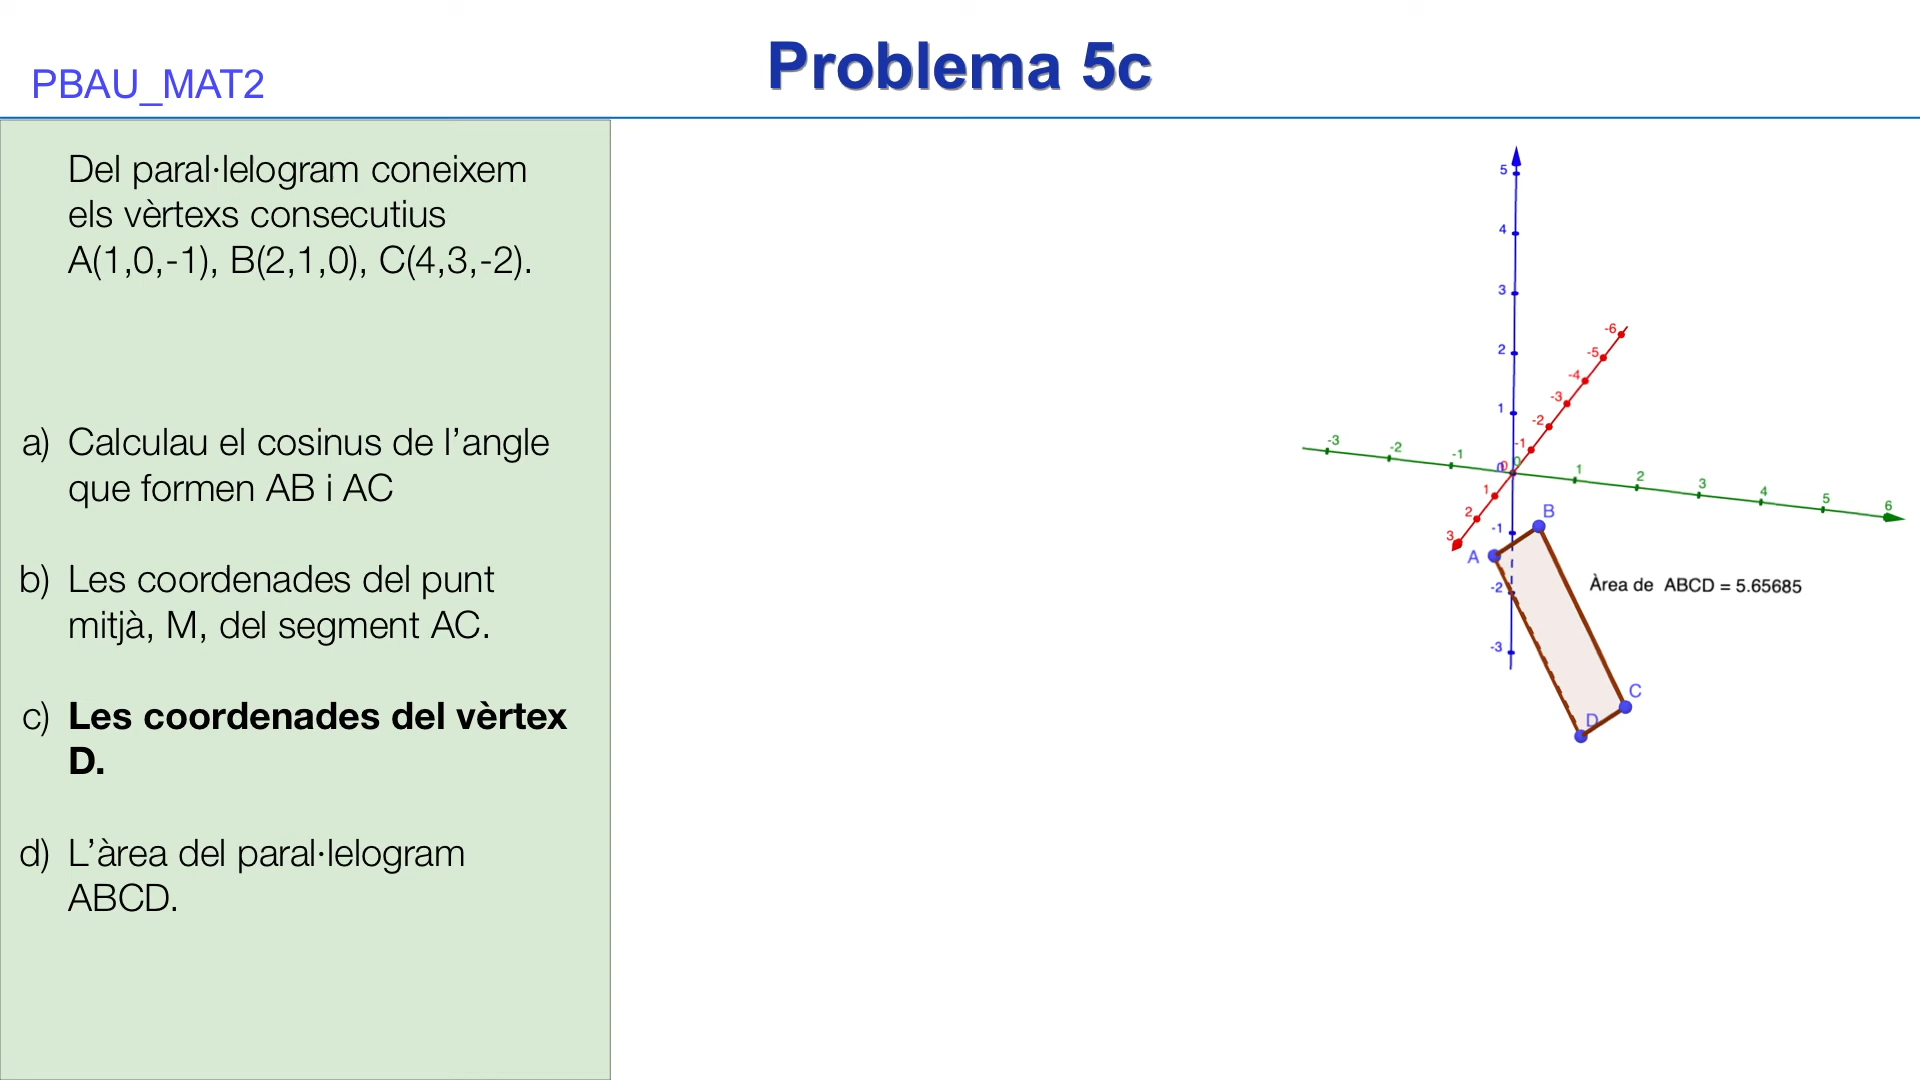 Problema 5c
PBAU_MAT2
Del paral·lelogram coneixem
els vèrtexs consecutius
A(1,0,-1), B(2,1,0), C(4,3,-2).
a) Calculau el cosinus de l’angle
que formen AB i AC
b) Les coordenades del punt
mitjà, M, del segment AC.
c) Les coordenades del vèrtex
D.
d) L’àrea del paral·lelogram
ABCD.
5
4
3
2
1
0
-1
-2
-3
-6
-5
-4
-3
-2
-1
0
1
2
3
-3
-2
-1
0
1
2
3
4
5
6
A
B
C
D
Àrea de ABCD = 5.65685